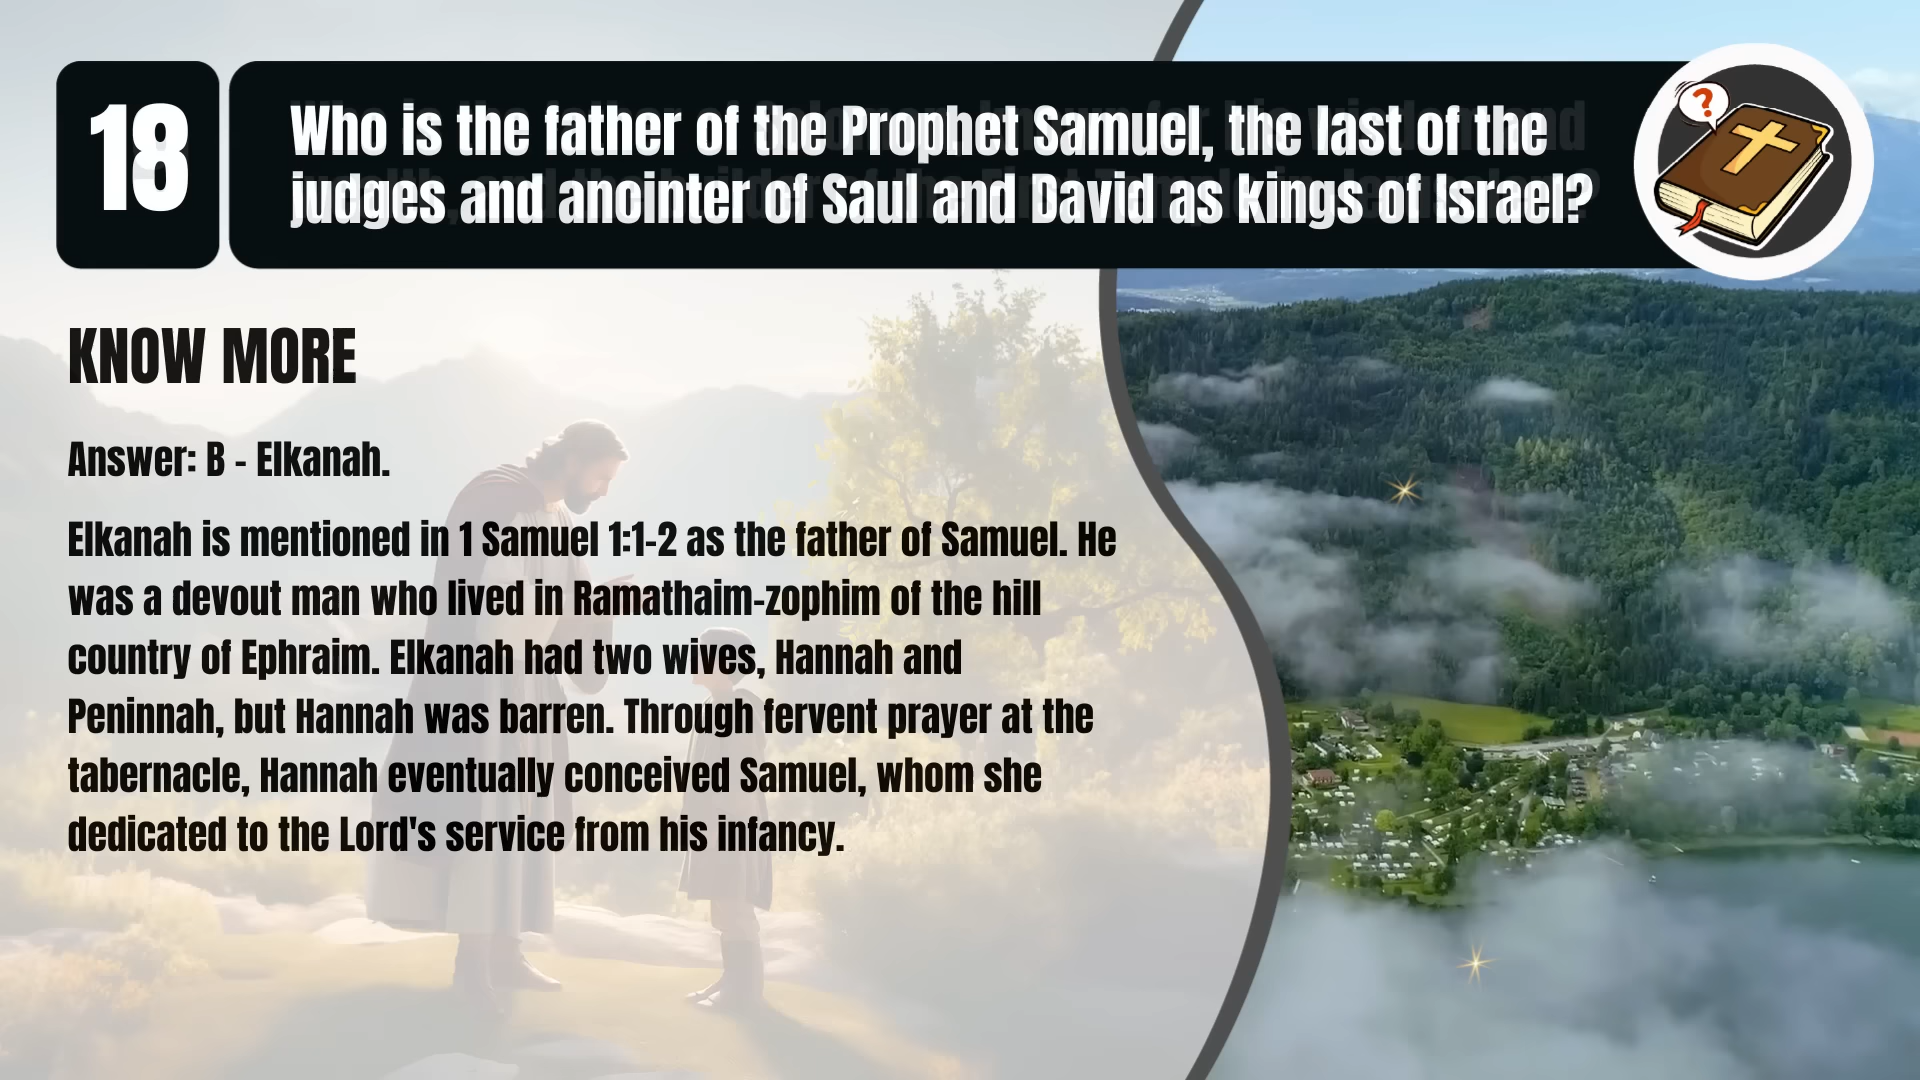 18
Who is the father of the Prophet Samuel, the last of the
judges, and anointer of Saul and David as kings of Israel?
?
KNOW MORE
Answer: B - Elkanah.
Elkanah is mentioned in 1 Samuel 1:1-2 as the father of Samuel. He
was a devout man who lived in Ramathaim-zophim of the hill
country of Ephraim. Elkanah had two wives, Hannah and
Peninnah, but Hannah was barren. Through fervent prayer at the
tabernacle, Hannah eventually conceived Samuel, whom she
dedicated to the Lord's service from his infancy.